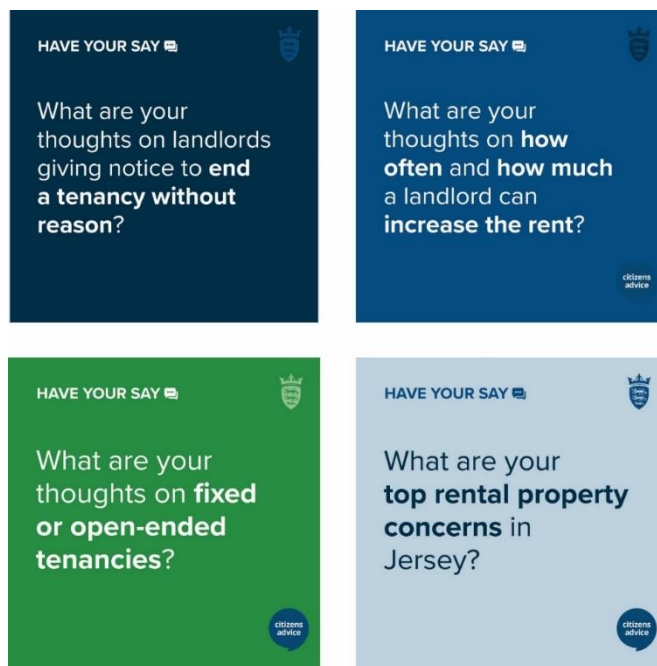 HAVE YOUR SAY
What are your
thoughts on landlords
giving notice to end
a tenancy without
reason?
HAVE YOUR SAY
What are your
thoughts on how
often and how much
a landlord can
increase the rent?
citizens
advice
HAVE YOUR SAY
What are your
thoughts on fixed
or open-ended
tenancies?
citizens
advice
HAVE YOUR SAY
What are your
top rental property
concerns in
Jersey?
citizens
advice